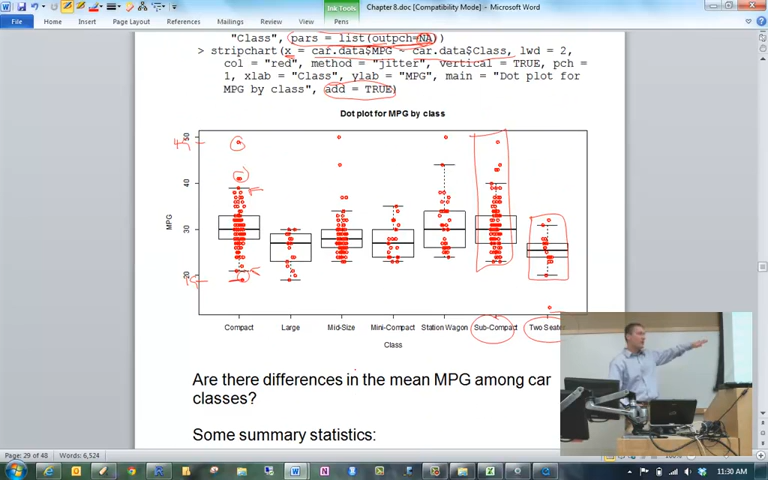 Ink Tools
Chapter 8.doc [Compatibility Mode] - Microsoft Word
File Home Insert Page Layout References Mailings Review View Pens
"Class", pars = list(outpch=NA))
> stripchart(x = car.data$MPG ~ car.data$Class, lwd = 2,
col = "red", method = "jitter", vertical = TRUE, pch =
1, xlab = "Class", ylab = "MPG", main = "Dot plot for
MPG by class", add = TRUE)
Dot plot for MPG by class
50
40
30
20
MPG
Compact Large Mid-Size Mini-Compact Station Wagon Sub-Compact Two Seater
Class
Are there differences in the mean MPG among car
classes?
Some summary statistics:
Page: 29 of 48 Words: 6,524
11:30 AM